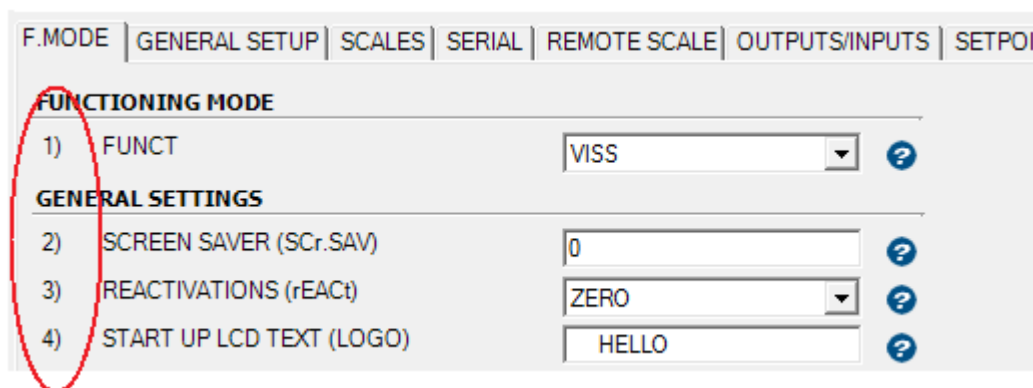 F.MODE GENERAL SETUP SCALES SERIAL REMOTE SCALE OUTPUTS/INPUTS SETPOI
FUNCTIONING MODE
1) FUNCT VISS ?
GENERAL SETTINGS
2) SCREEN SAVER (SCr.SAV) 0 ?
3) REACTIVATIONS (rEACt) ZERO ?
4) START UP LCD TEXT (LOGO) HELLO ?